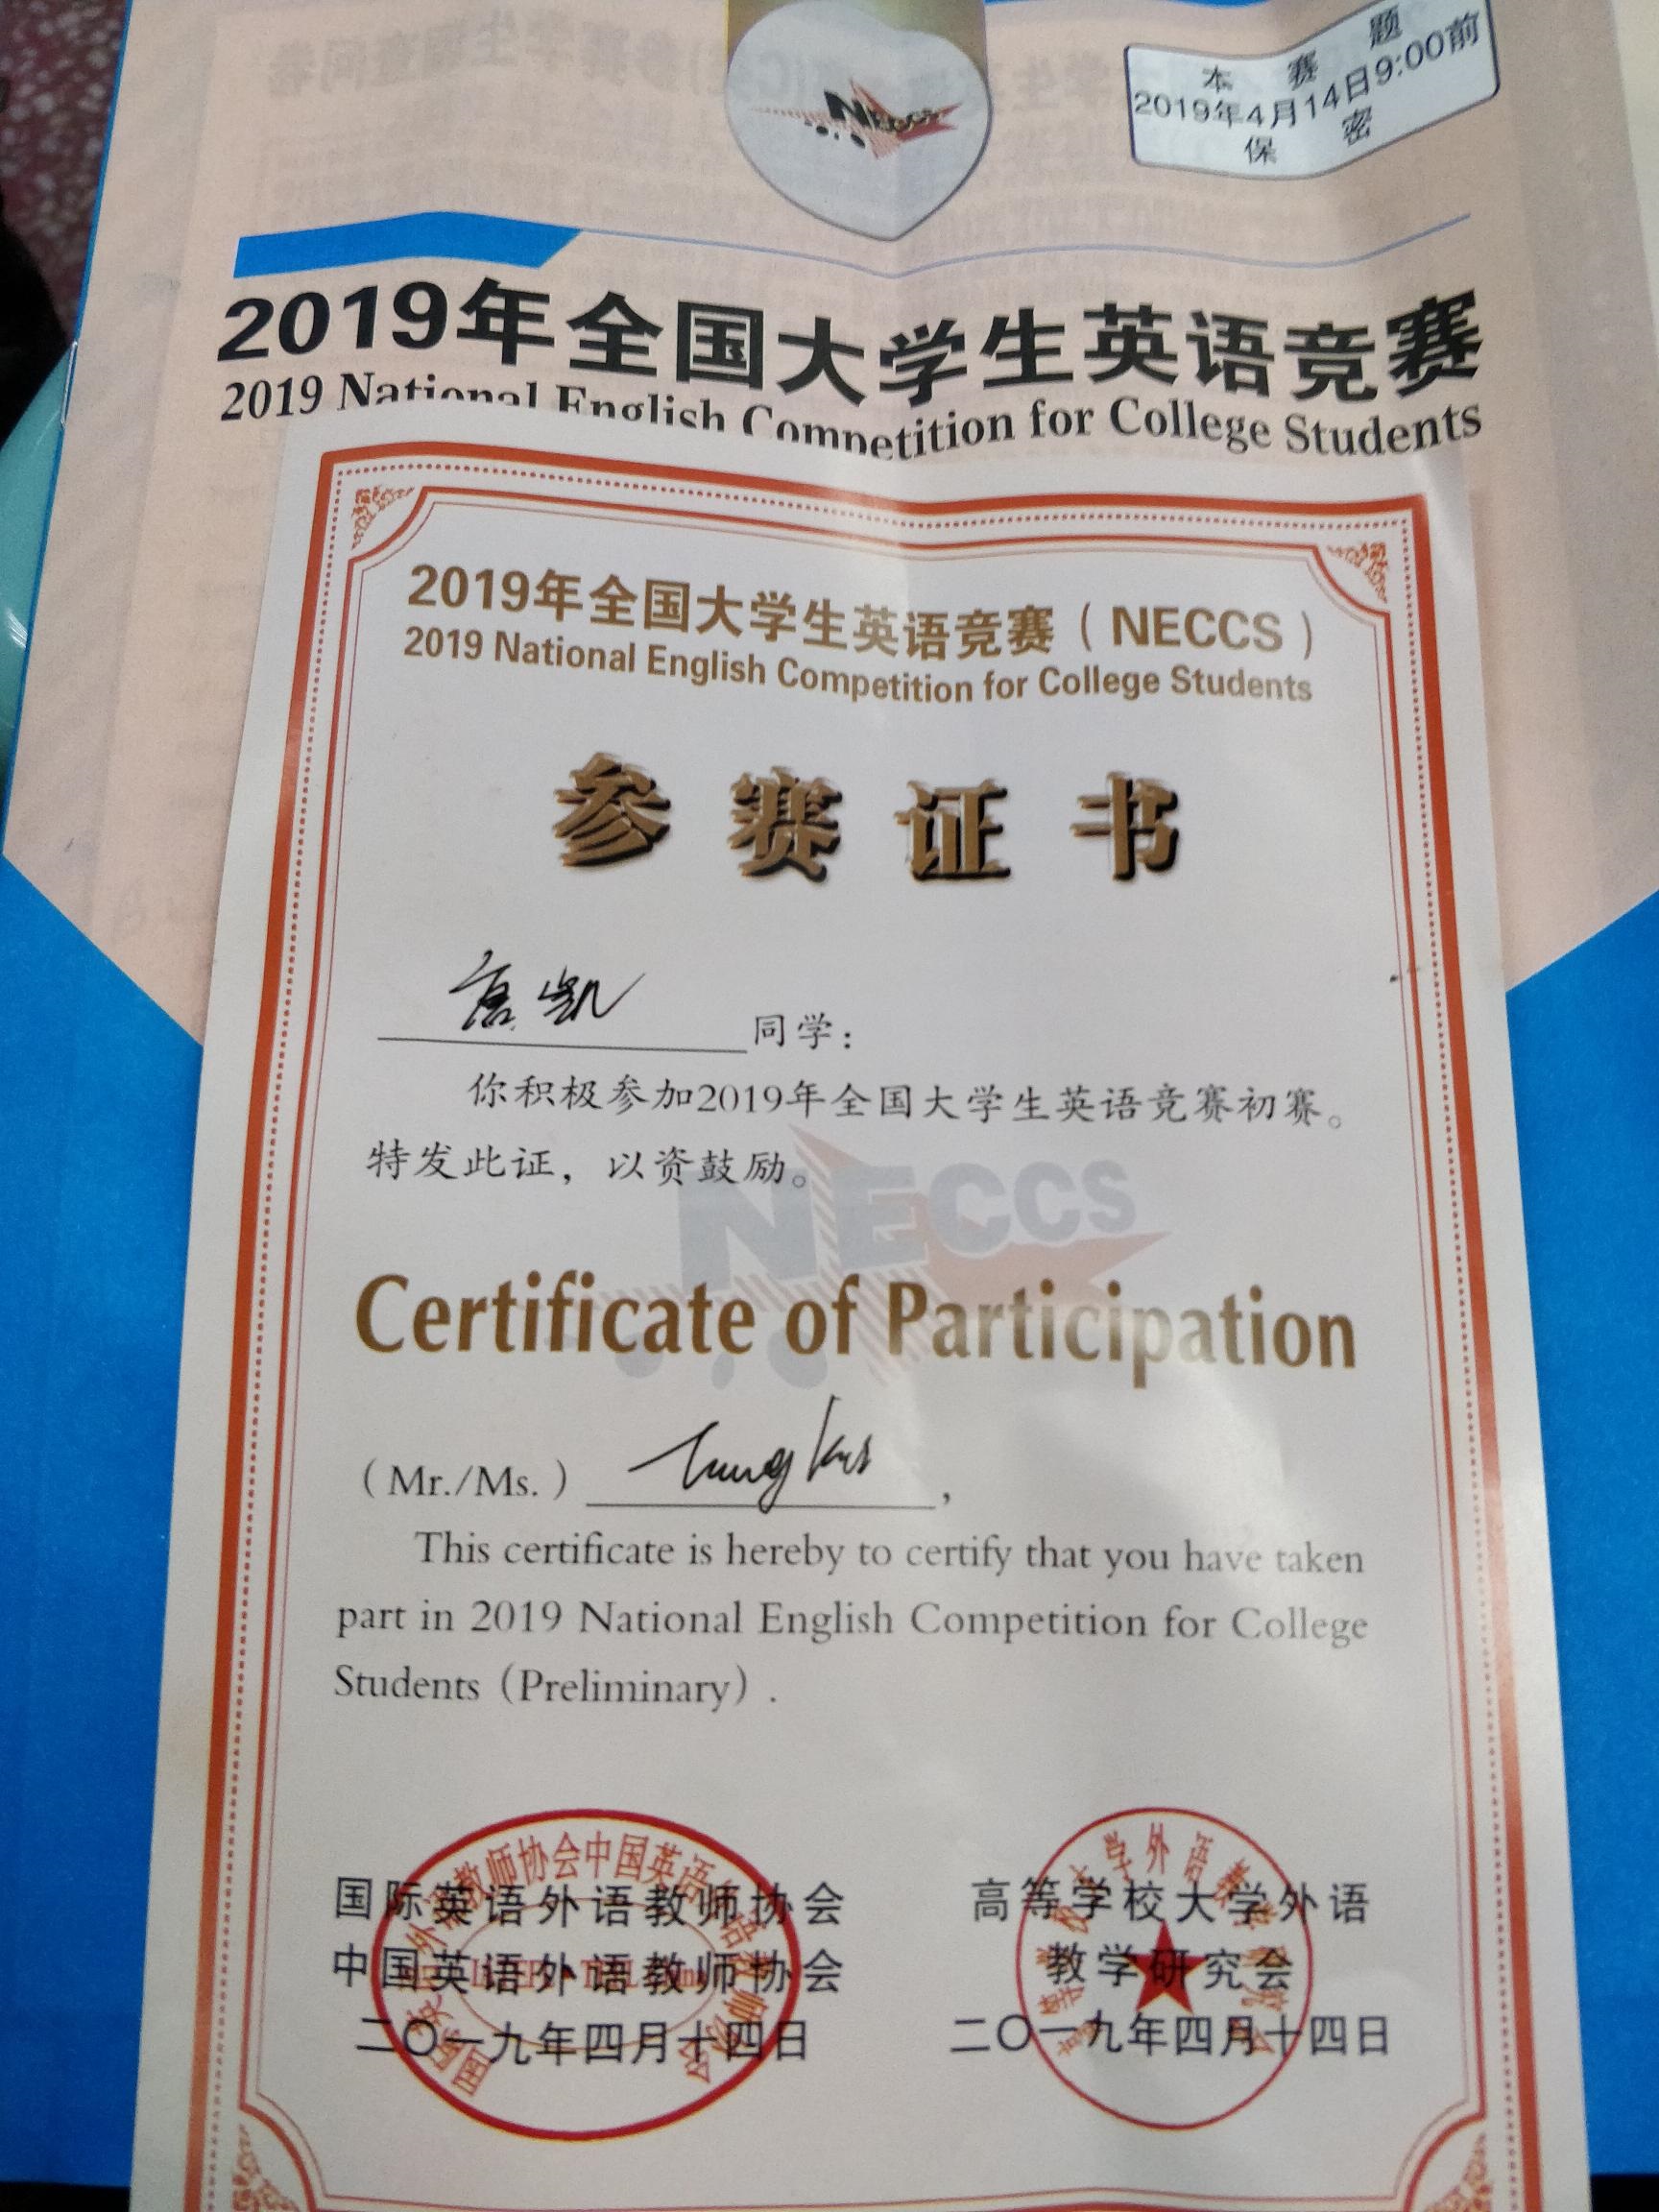 本 赛 题
2019年4月14日9:00前
保 密
NECCS
2019年全国大学生英语竞赛
2019 National English Competition for College Students
2019年全国大学生英语竞赛（NECCS）
2019 National English Competition for College Students
参赛证书
唐凯 同学：
你积极参加2019年全国大学生英语竞赛初赛。
特发此证，以资鼓励。
NECCS
Certificate of Participation
（Mr./Ms.）Tang Kai，
This certificate is hereby to certify that you have taken
part in 2019 National English Competition for College
Students（Preliminary）.
国际英语外语教师协会
中国英语外语教师协会
二〇一九年四月十四日
高等学校大学外语
教学研究会
二〇一九年四月十四日